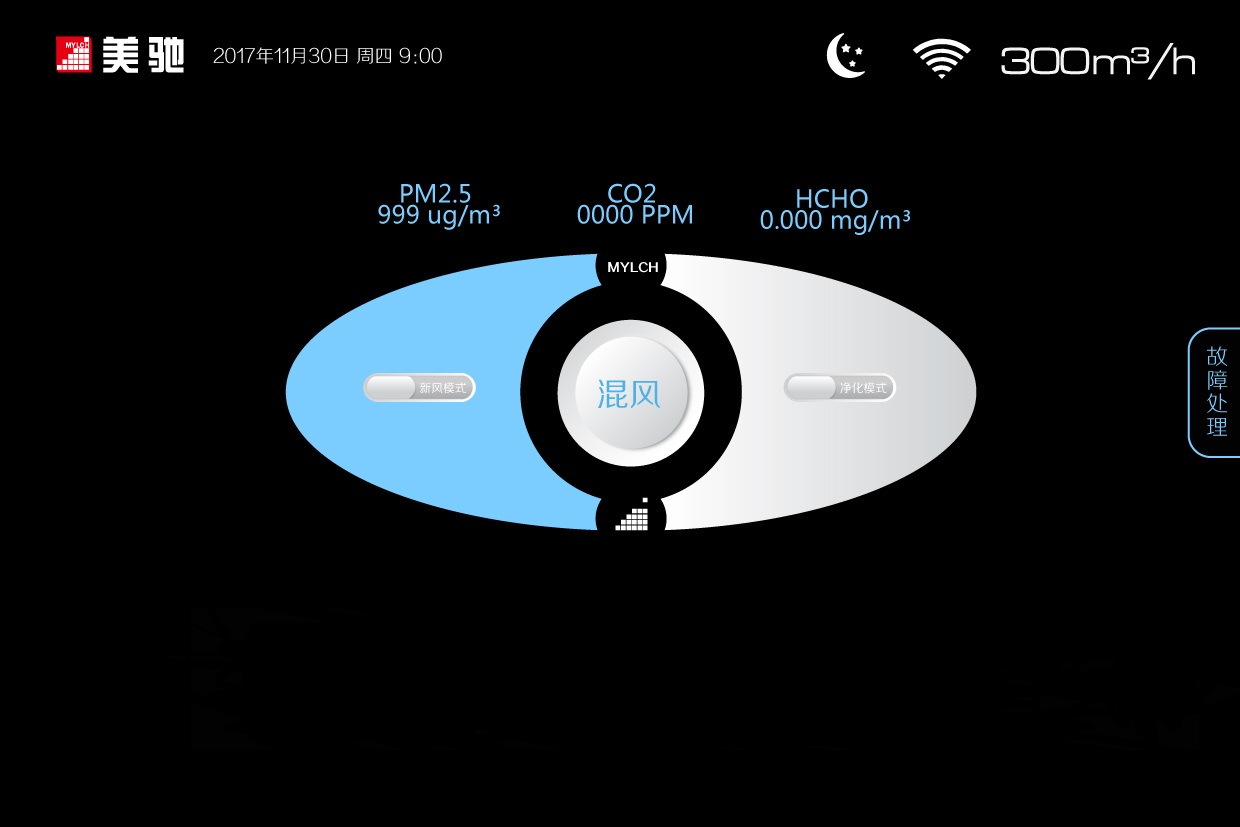 MYLCH
美驰
2017年11月30日 周四 9:00
300m³/h
PM2.5
999 ug/m³
CO2
0000 PPM
HCHO
0.000 mg/m³
MYLCH
新风模式
混风
净化模式
故障处理